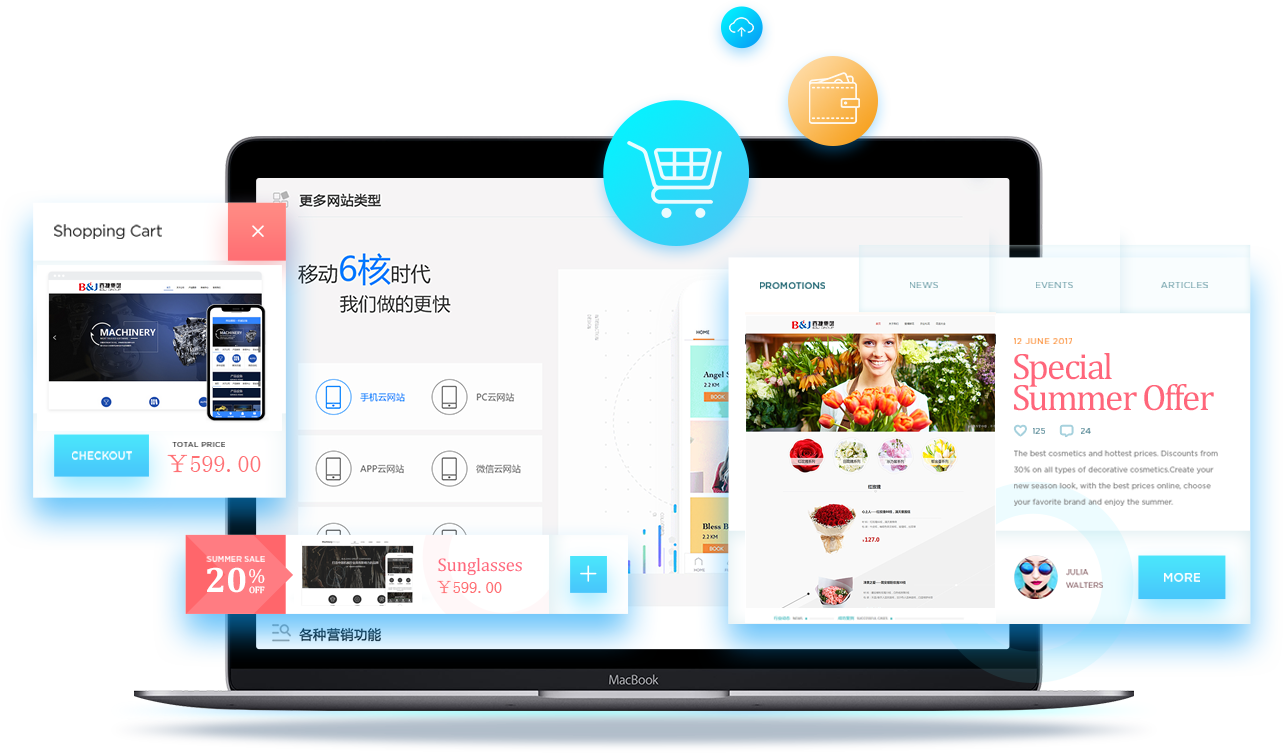 更多网站类型
Shopping Cart
移动6核时代
我们做的更快
B&J
MACHINERY
MACHINERY
CHECKOUT
TOTAL PRICE
￥599.00
手机云网站
PC云网站
APP云网站
微信云网站
HOME
Angel S
2.2 KM
BOOK
Bless B
2.2 KM
BOOK
HOME
SUMMER SALE
20%
OFF
Sunglasses
￥599.00
各种营销功能
PROMOTIONS
NEWS
EVENTS
ARTICLES
B&J
红玫瑰
¥127.0
12 JUNE 2017
Special
Summer Offer
125
24
The best cosmetics and hottest prices. Discounts from
30% on all types of decorative cosmetics.Create your
new season look, with the best prices online, choose
your favorite brand and enjoy the summer.
JULIA
WALTERS
MORE
MacBook